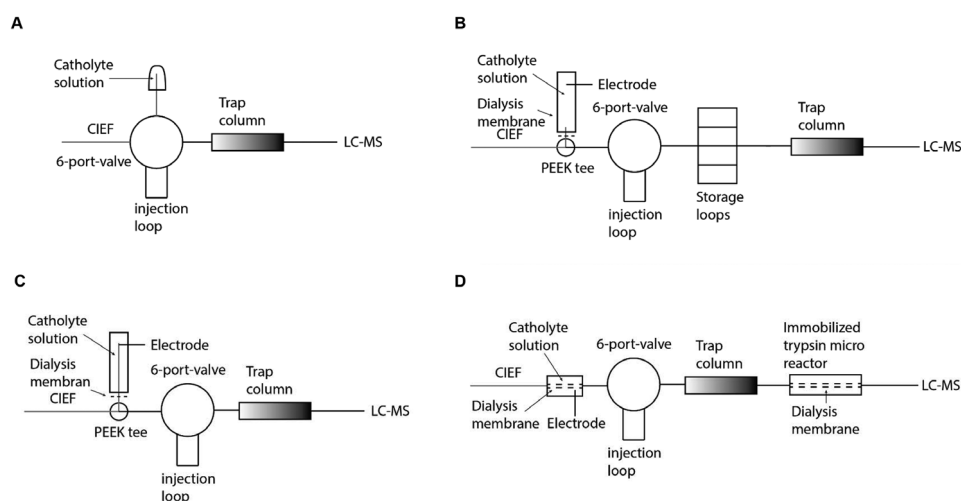 A
Catholyte
solution
CIEF
6-port-valve
Trap
column
LC-MS
injection
loop
B
Catholyte
solution
Electrode
Dialysis
membrane
CIEF
6-port-valve
PEEK tee
Trap
column
LC-MS
injection
loop
Storage
loops
C
Catholyte
solution
Electrode
Dialysis
membran
CIEF
6-port-valve
Trap
column
LC-MS
PEEK tee
injection
loop
D
Catholyte
solution
6-port-valve
Trap
column
Immobilized
trypsin micro
reactor
CIEF
LC-MS
Dialysis
membrane
Electrode
Dialysis
membrane
injection
loop